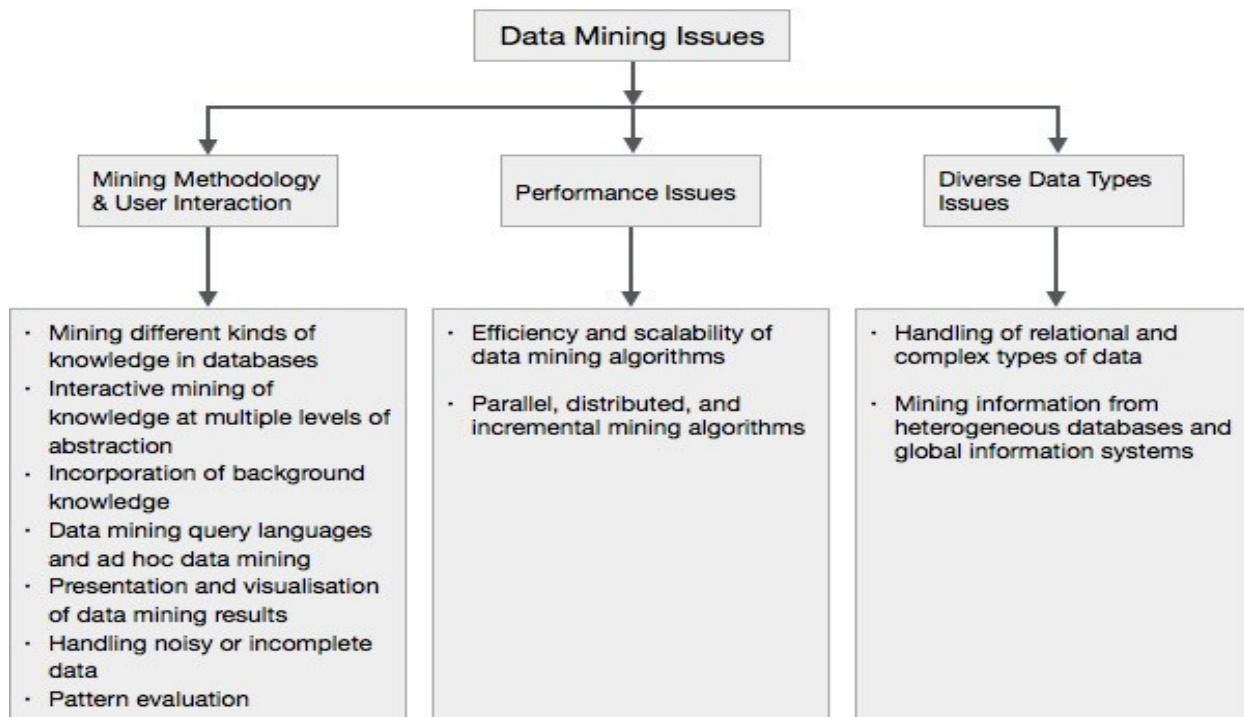 Data Mining Issues
Mining Methodology
& User Interaction
Performance Issues
Diverse Data Types
Issues
· Mining different kinds of
knowledge in databases
· Interactive mining of
knowledge at multiple levels of
abstraction
· Incorporation of background
knowledge
· Data mining query languages
and ad hoc data mining
· Presentation and visualisation
of data mining results
· Handling noisy or incomplete
data
· Pattern evaluation
· Efficiency and scalability of
data mining algorithms
· Parallel, distributed, and
incremental mining algorithms
· Handling of relational and
complex types of data
· Mining information from
heterogeneous databases and
global information systems